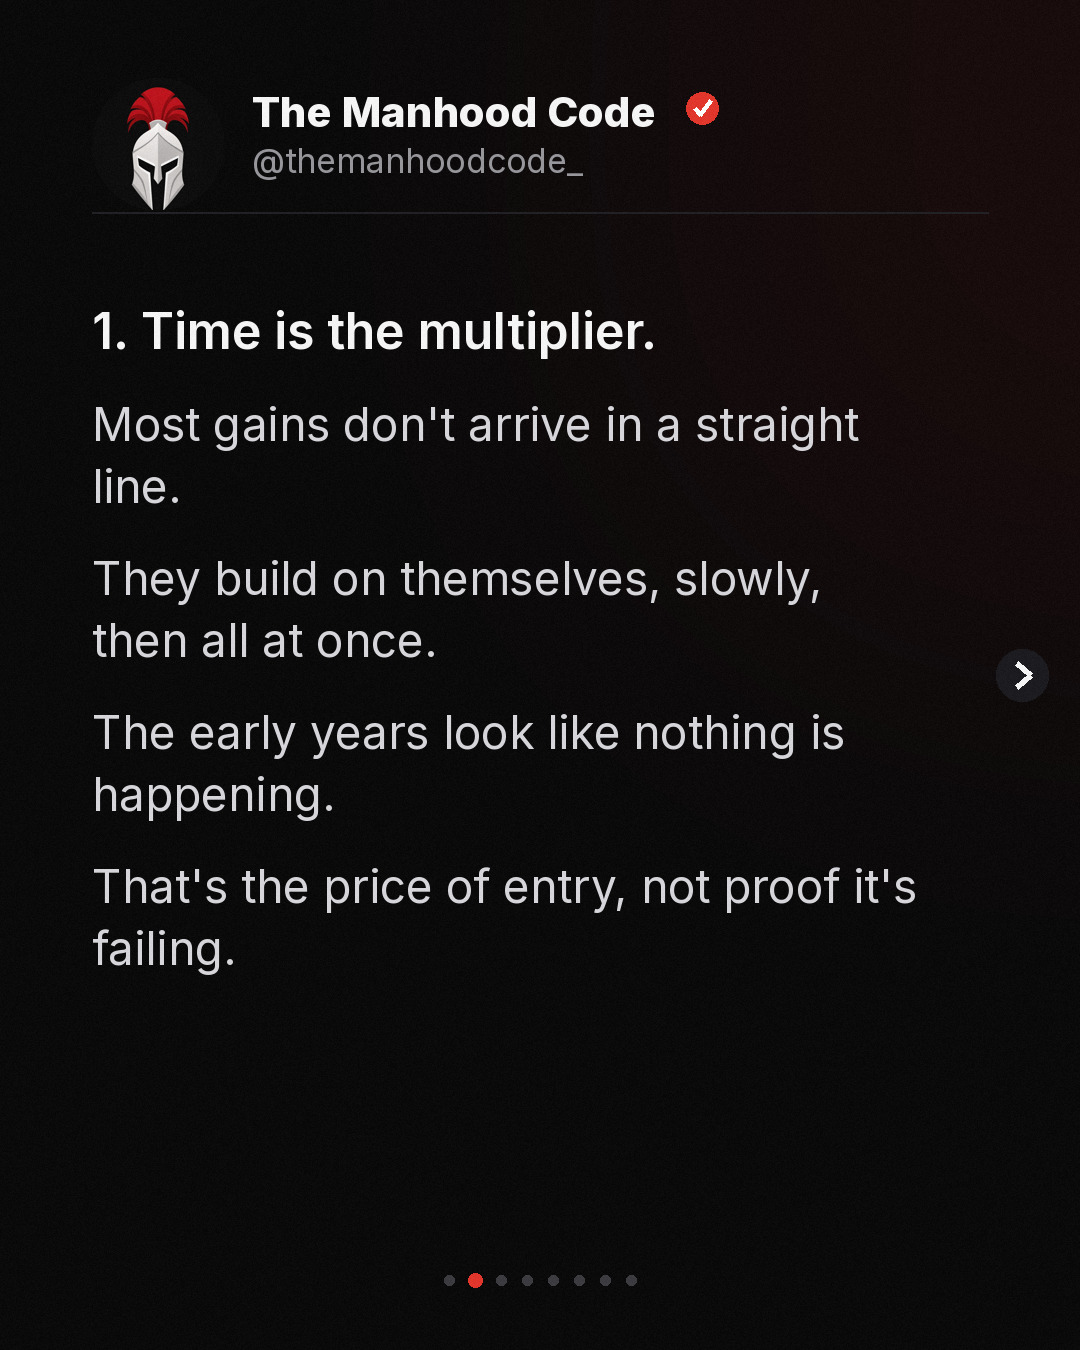 The Manhood Code
@themanhoodcode_
1. Time is the multiplier.
Most gains don't arrive in a straight
line.
They build on themselves, slowly,
then all at once.
The early years look like nothing is
happening.
That's the price of entry, not proof it's
failing.